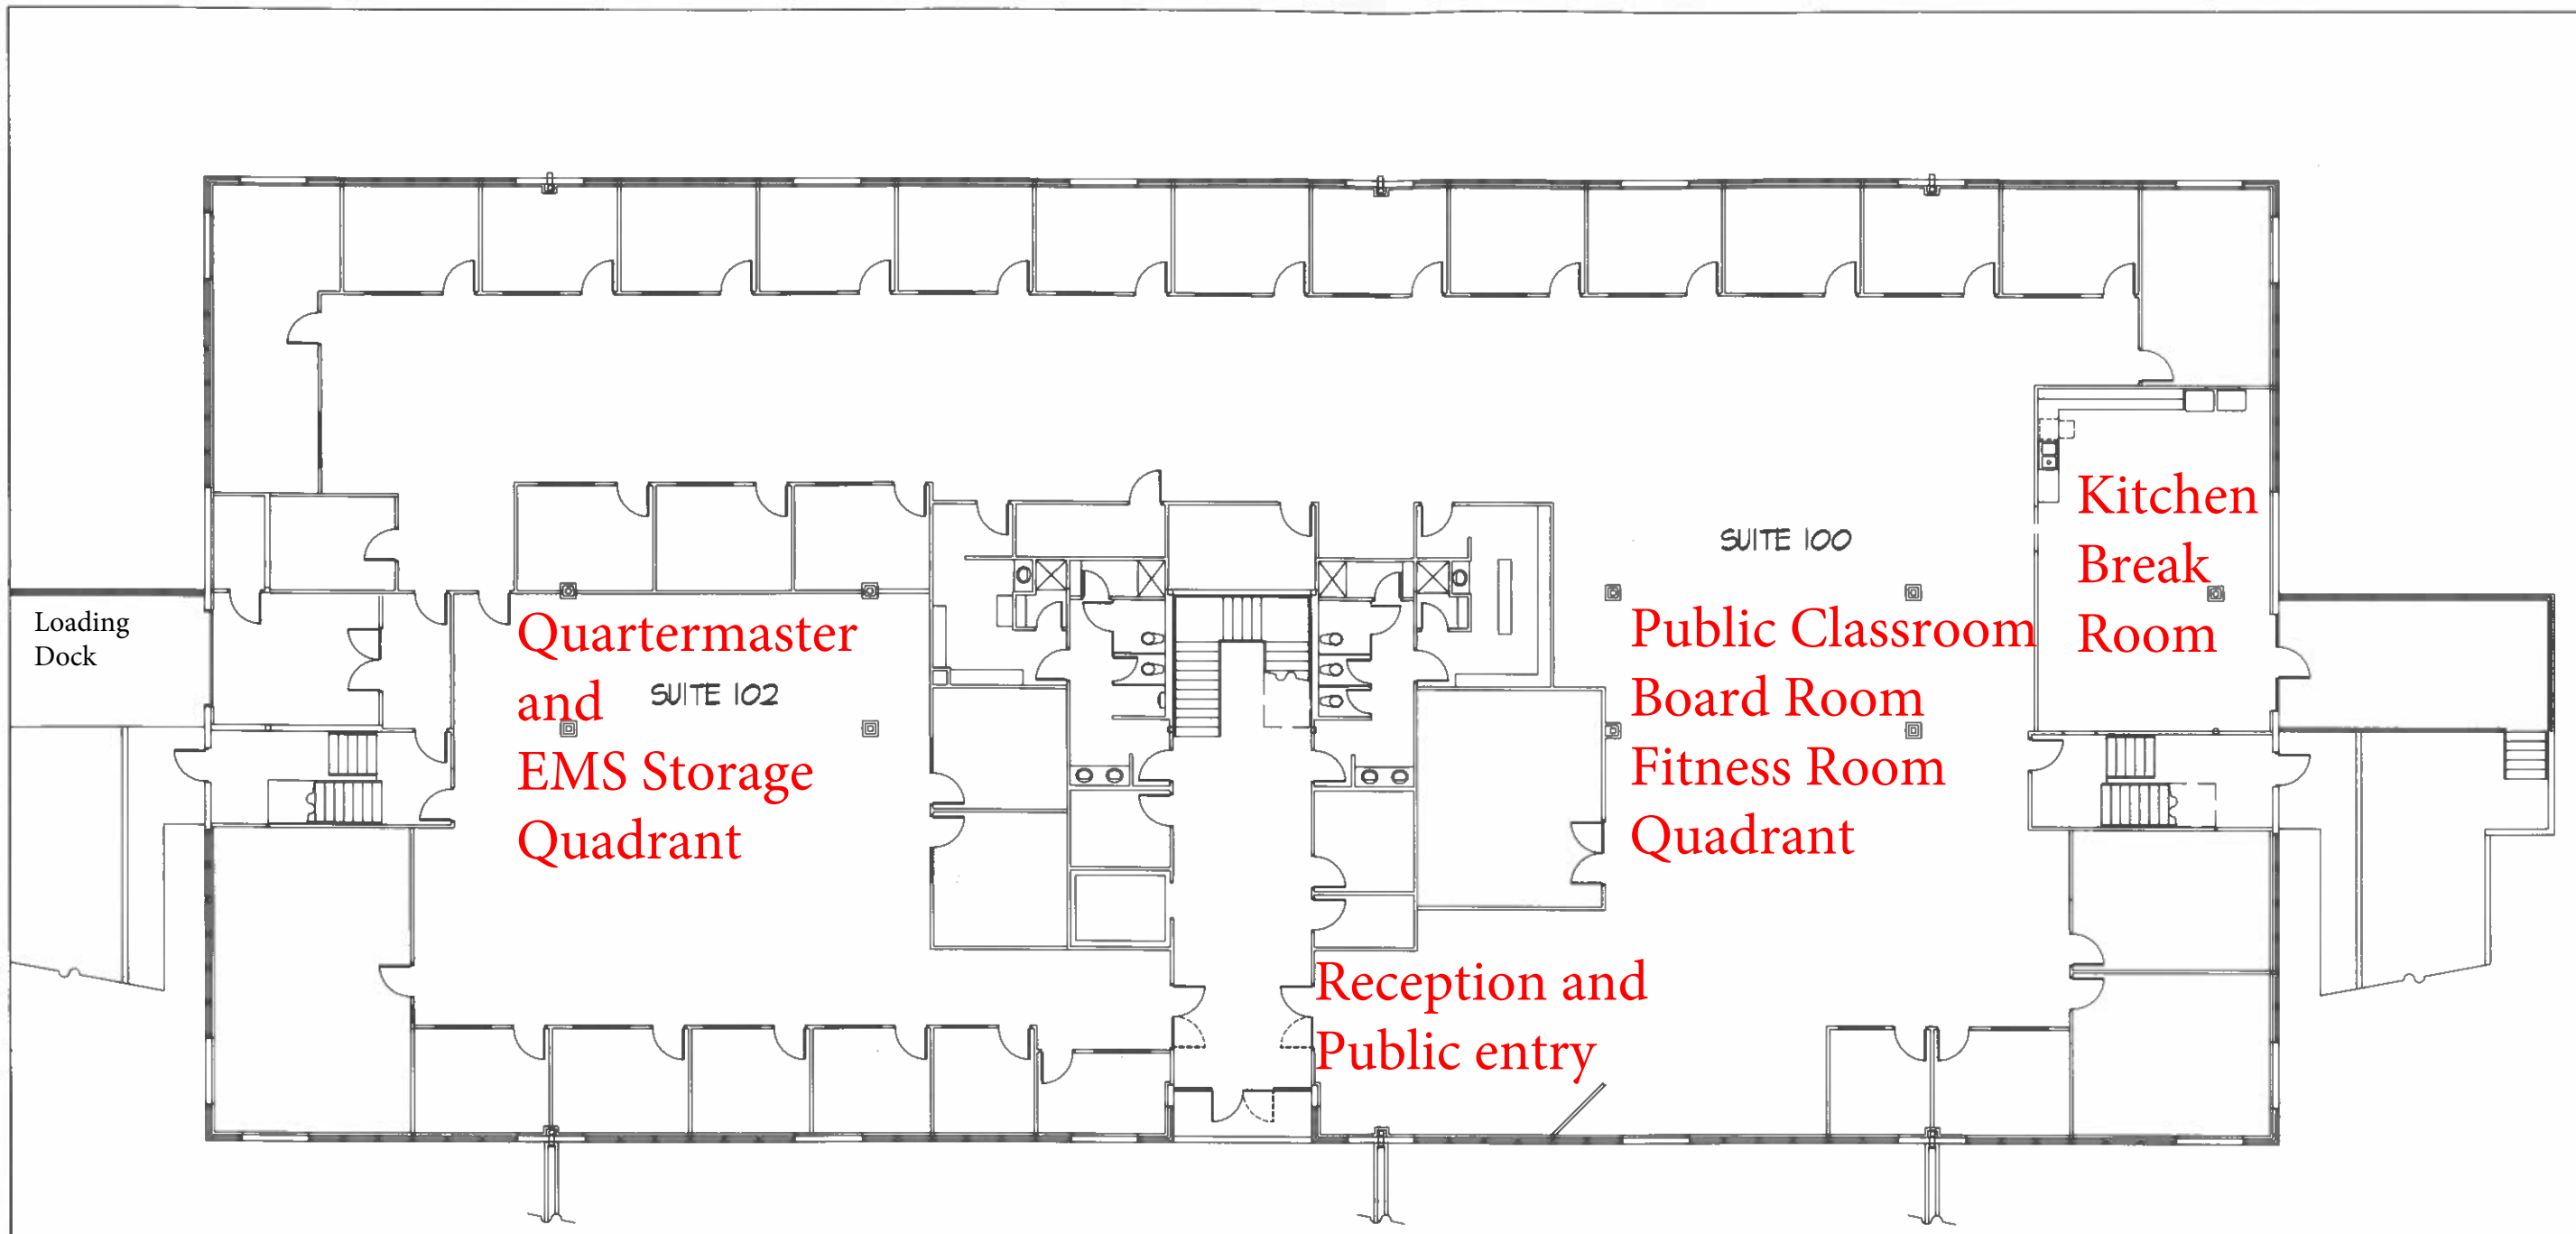 Loading
Dock
Quartermaster
and
EMS Storage
Quadrant
SUITE 102
SUITE 100
Public Classroom
Board Room
Fitness Room
Quadrant
Kitchen
Break
Room
Reception and
Public entry